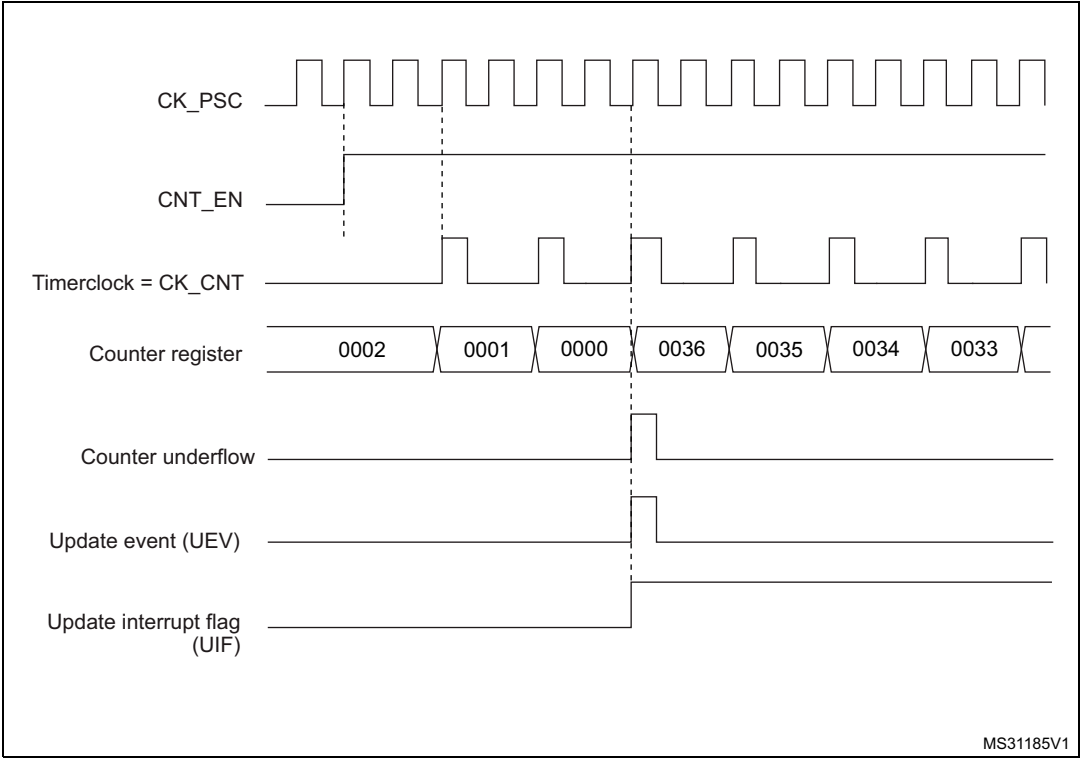 CK_PSC
CNT_EN
Timerclock = CK_CNT
Counter register
0002 0001 0000 0036 0035 0034 0033
Counter underflow
Update event (UEV)
Update interrupt flag
(UIF)
MS31185V1